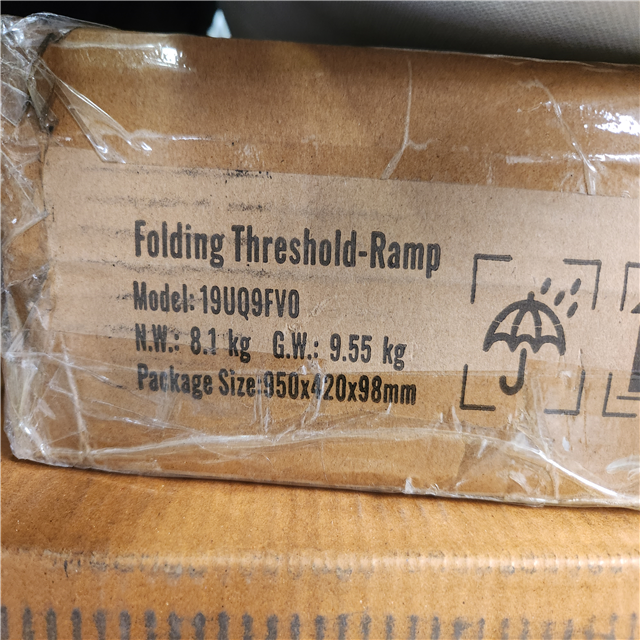 Folding Threshold-Ramp
Model: 19UQ9FV0
N.W.: 8.1 kg G.W.: 9.55 kg
Package Size:950x420x98mm